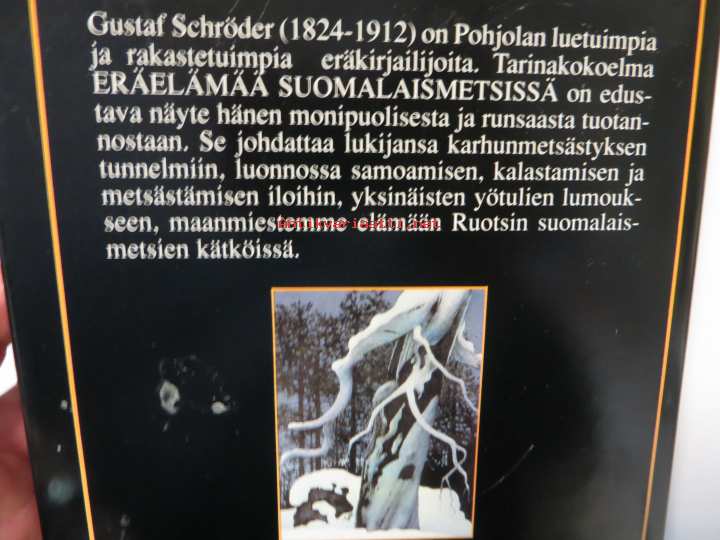 Gustaf Schröder (1824-1912) on Pohjolan luetuimpia
ja rakastetuimpia eräkirjailijoita. Tarinakokoelma
ERÄELÄMÄÄ SUOMALAISMETSISSÄ on edus-
tava näyte hänen monipuolisesta ja runsaasta tuotan-
nostaan. Se johdattaa lukijansa karhunmetsästyksen
tunnelmiin, luonnossa samoamisen, kalastamisen ja
metsästämisen iloihin, yksinäisten yötulien lumouk-
seen, maanmiestemme elämään Ruotsin suomalais-
metsien kätköissä.